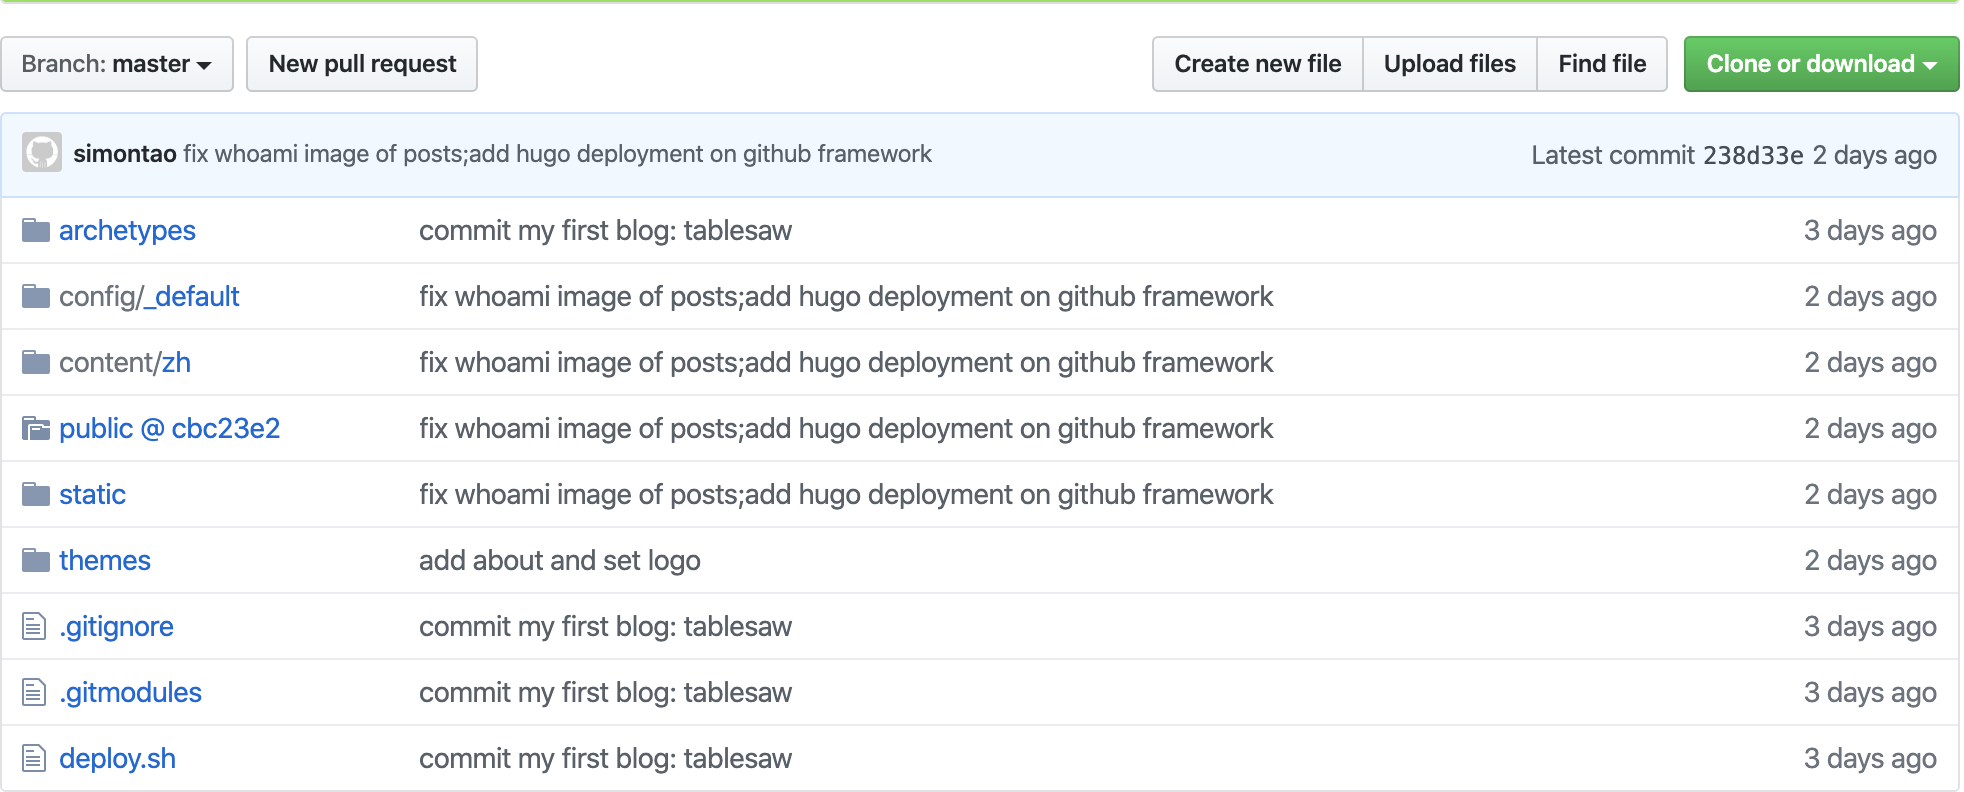 Branch: master New pull request Create new file Upload files Find file Clone or download
simontao fix whoami image of posts;add hugo deployment on github framework Latest commit 238d33e 2 days ago
archetypes commit my first blog: tablesaw 3 days ago
config/_default fix whoami image of posts;add hugo deployment on github framework 2 days ago
content/zh fix whoami image of posts;add hugo deployment on github framework 2 days ago
public @ cbc23e2 fix whoami image of posts;add hugo deployment on github framework 2 days ago
static fix whoami image of posts;add hugo deployment on github framework 2 days ago
themes add about and set logo 2 days ago
.gitignore commit my first blog: tablesaw 3 days ago
.gitmodules commit my first blog: tablesaw 3 days ago
deploy.sh commit my first blog: tablesaw 3 days ago